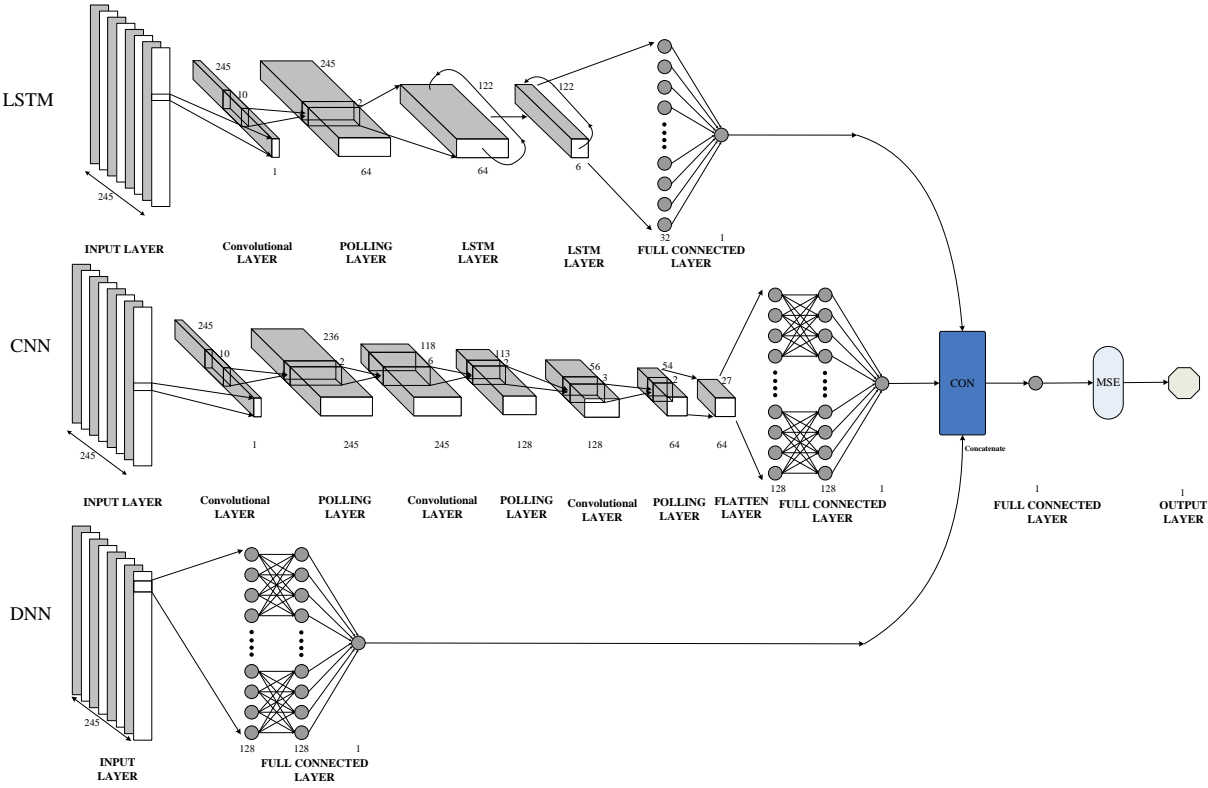 LSTM
245
245
10
1
245
2
64
122
64
122
6
32
1
INPUT LAYER
Convolutional
LAYER
POLLING
LAYER
LSTM
LAYER
LSTM
LAYER
FULL CONNECTED
LAYER
CNN
245
245
10
1
236
2
245
118
6
245
113
2
128
56
3
128
54
2
64
27
64
128
128
1
INPUT LAYER
Convolutional
LAYER
POLLING
LAYER
Convolutional
LAYER
POLLING
LAYER
Convolutional
LAYER
POLLING
LAYER
FLATTEN
LAYER
FULL CONNECTED
LAYER
CON
Concatenate
MSE
1
FULL CONNECTED
LAYER
1
OUTPUT
LAYER
DNN
245
128
128
1
INPUT
LAYER
FULL CONNECTED
LAYER